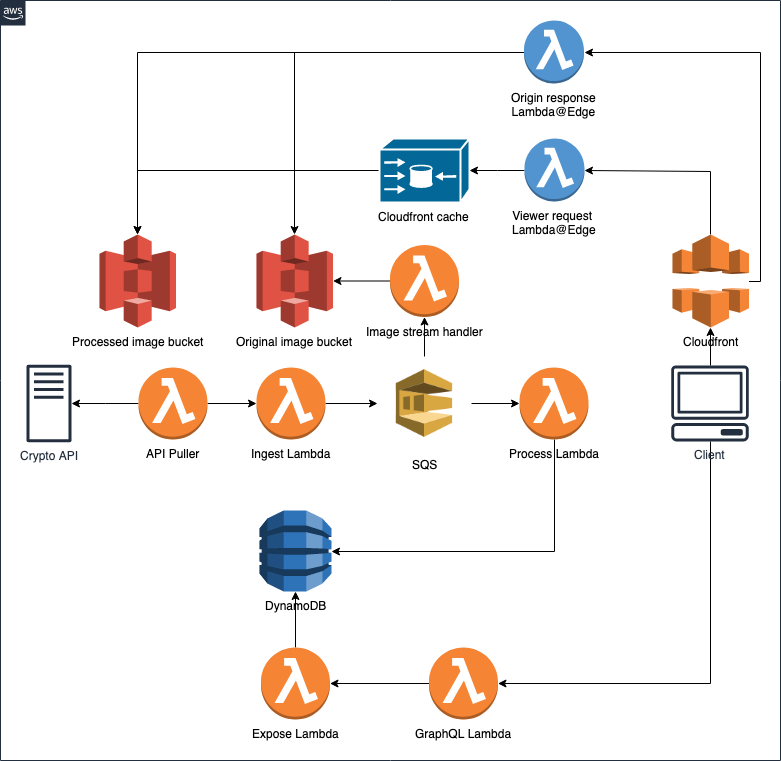 aws
Origin response
Lambda@Edge
Cloudfront cache
Viewer request
Lambda@Edge
Processed image bucket
Original image bucket
Image stream handler
Cloudfront
Crypto API
API Puller
Ingest Lambda
SQS
Process Lambda
Client
DynamoDB
Expose Lambda
GraphQL Lambda